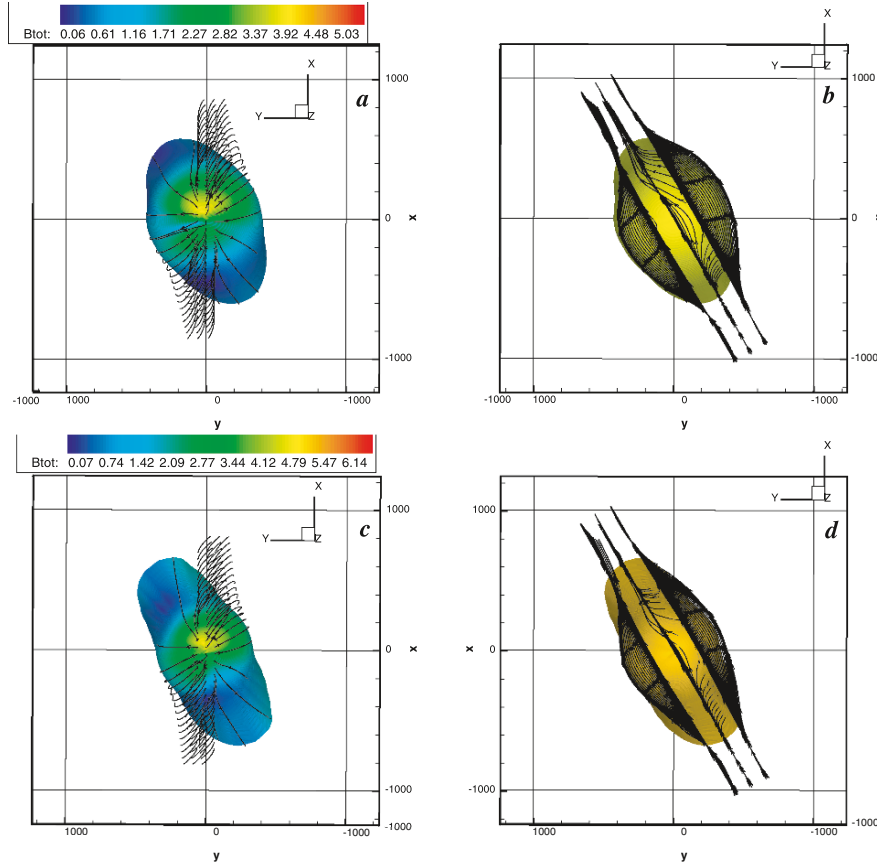 Btot: 0.06 0.61 1.16 1.71 2.27 2.82 3.37 3.92 4.48 5.03
X
1000
a
Y Z
0
x
-1000
-1000 1000 0 -1000
y
X
Y Z
1000
b
0
x
-1000
-1000 1000 0 -1000
y
Btot: 0.07 0.74 1.42 2.09 2.77 3.44 4.12 4.79 5.47 6.14
X
1000
c
Y Z
0
x
-1000
-1000
1000 0 -1000
y
X
Y Z
1000
d
x 0
-1000
-1000
1000 0
y